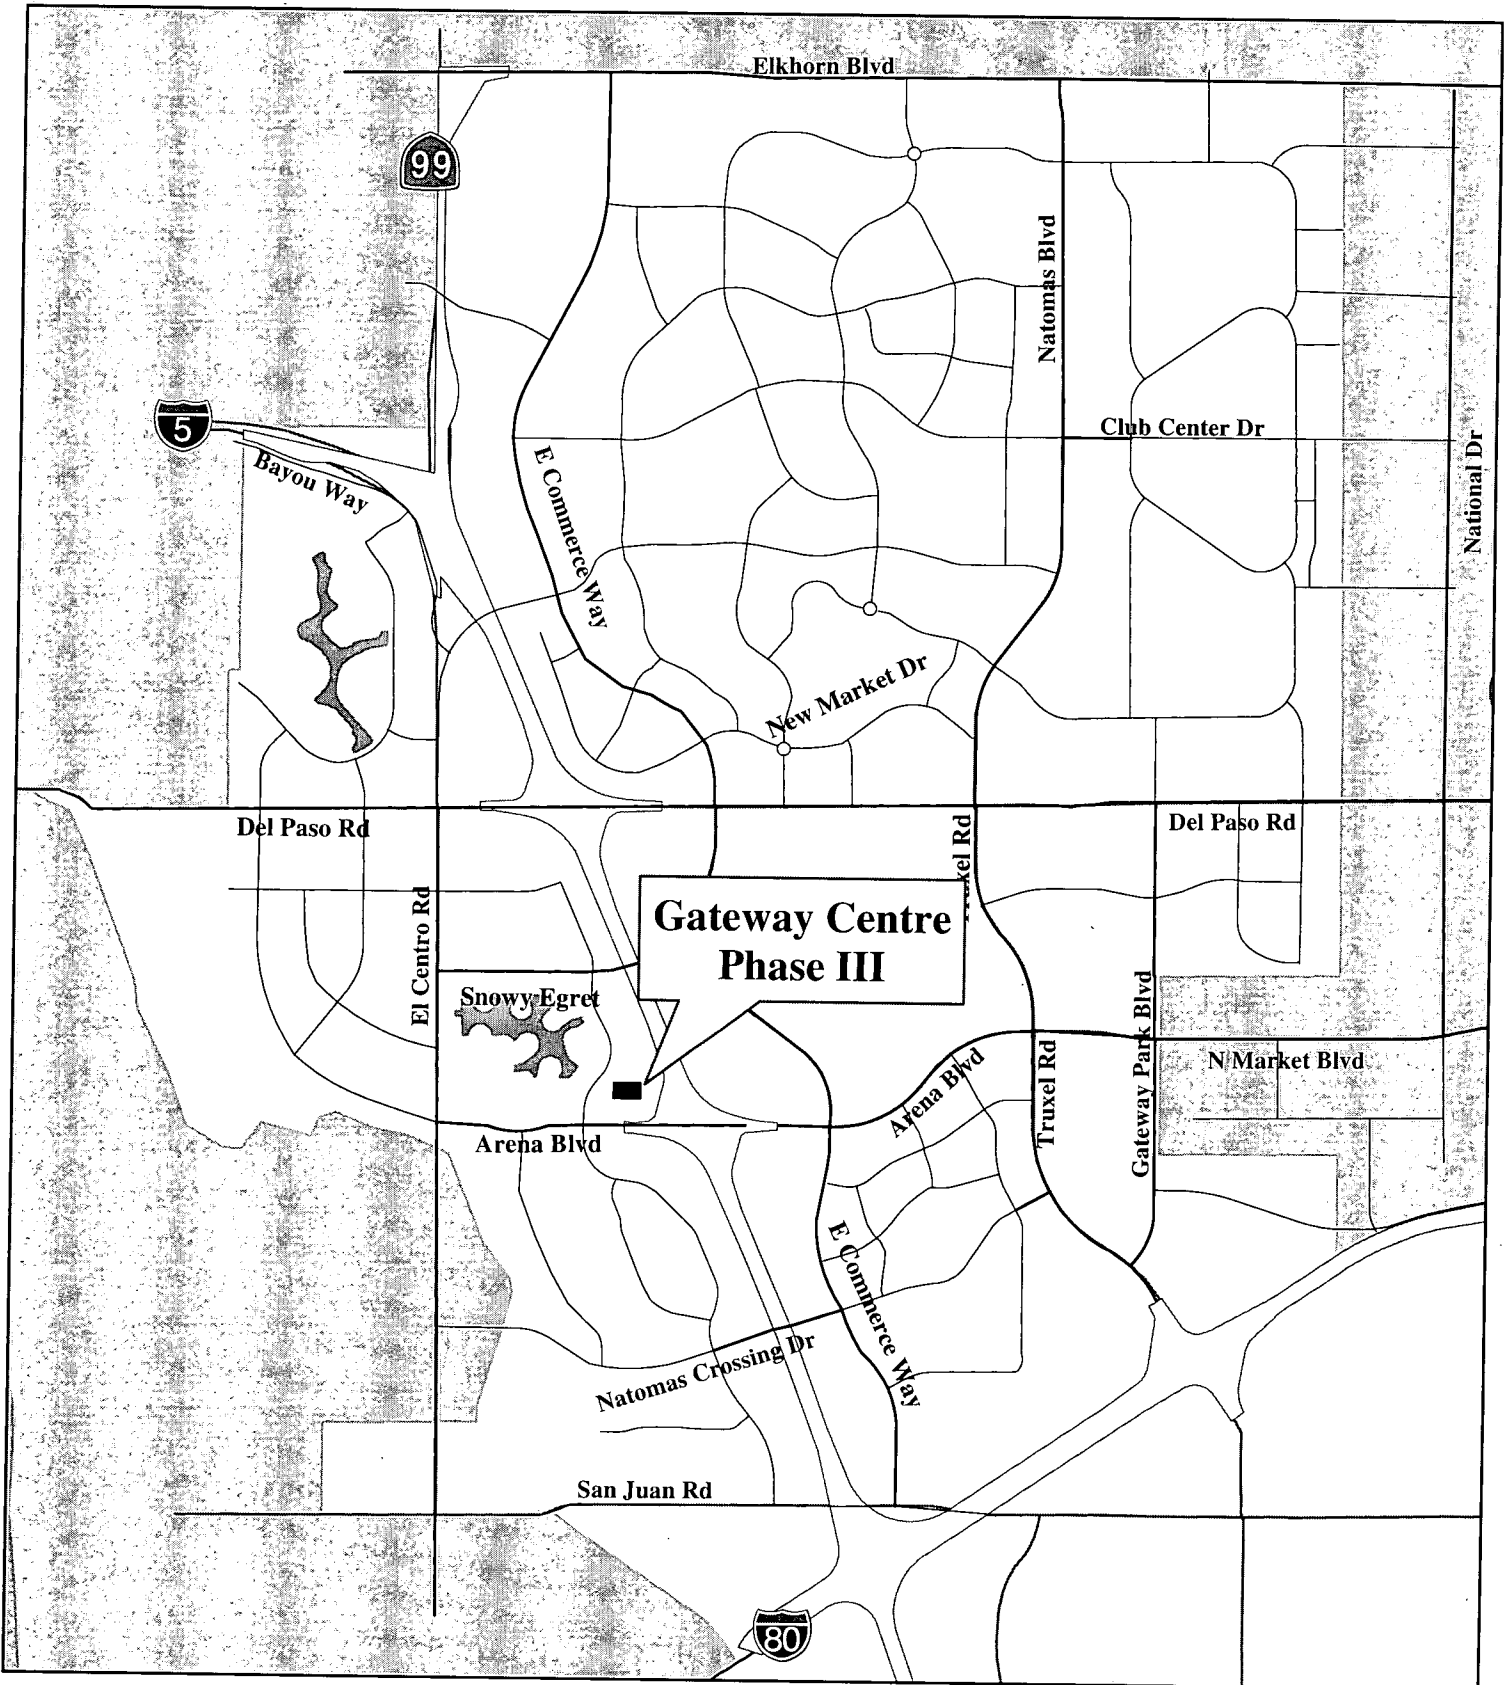 Elkhorn Blvd
99
Natomas Blvd
5
Bayou Way
Club Center Dr
E Commerce Way
National Dr
New Market Dr
Del Paso Rd
Del Paso Rd
El Centro Rd
Gateway Centre
Phase III
Snowy Egret
Gateway Park Blvd
N Market Blvd
Truxel Rd
Arena Blvd
Arena Blvd
E Commerce Way
Natomas Crossing Dr
San Juan Rd
80